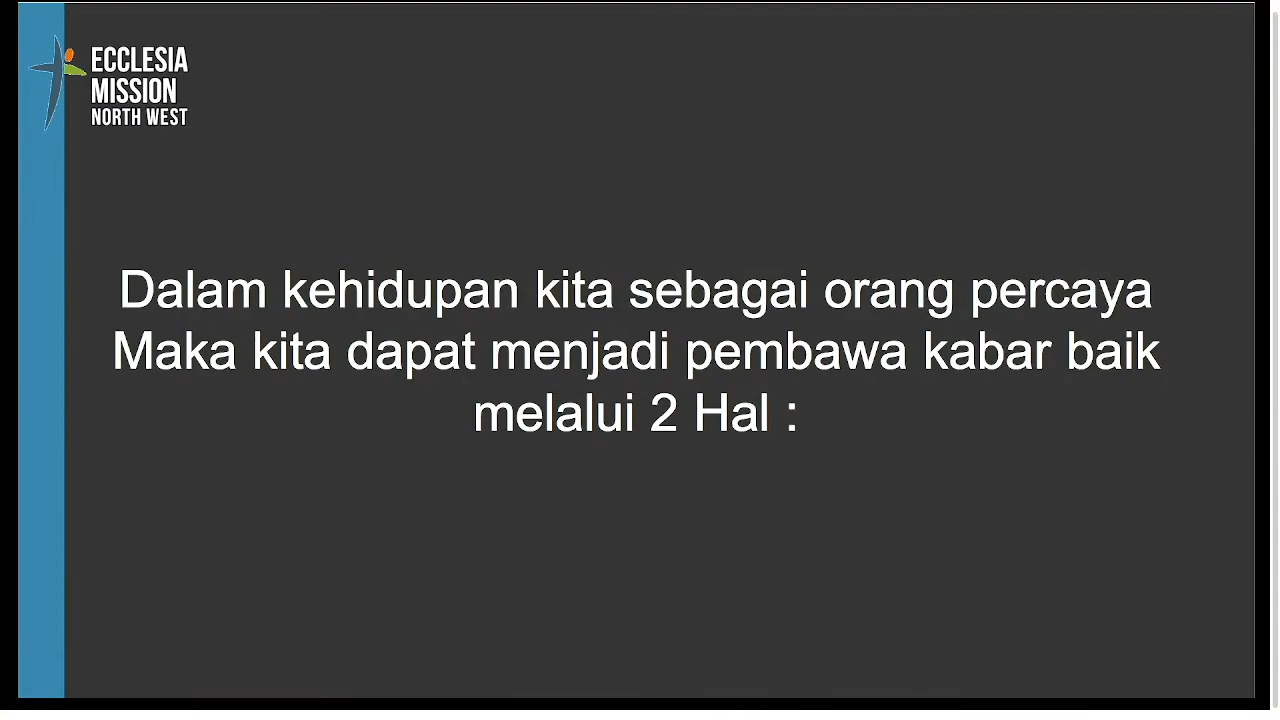 ECCLESIA
MISSION
NORTH WEST
Dalam kehidupan kita sebagai orang percaya
Maka kita dapat menjadi pembawa kabar baik
melalui 2 Hal :